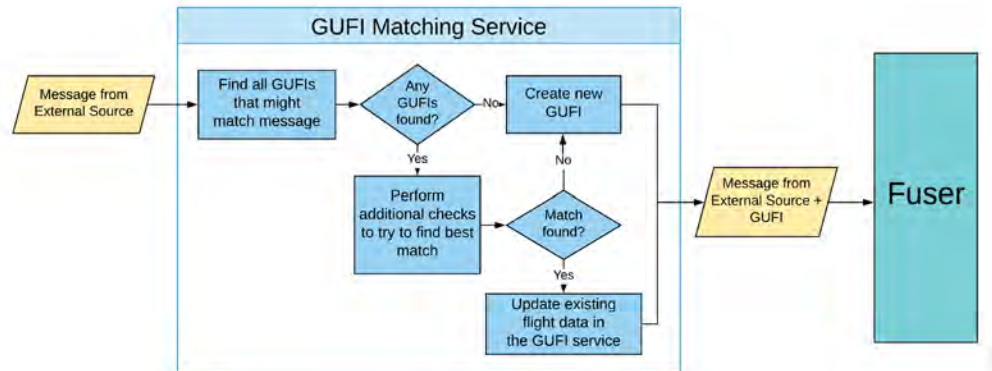 GUFI Matching Service
Message from
External Source
Find all GUFIs
that might
match message
Any
GUFIs
found?
No
Create new
GUFI
Yes
No
Perform
additional checks
to try to find best
match
Match
found?
Yes
Update existing
flight data in
the GUFI service
Message from
External Source +
GUFI
Fuser